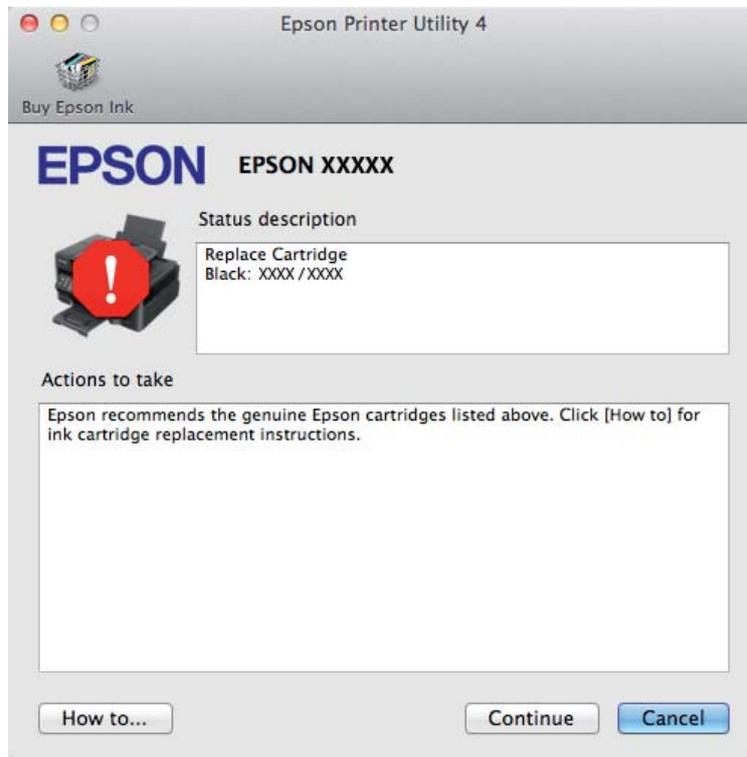 Epson Printer Utility 4
Buy Epson Ink
EPSON EPSON XXXXX
Status description
Replace Cartridge
Black: XXXX/XXXX
Actions to take
Epson recommends the genuine Epson cartridges listed above. Click [How to] for
ink cartridge replacement instructions.
How to... Continue Cancel